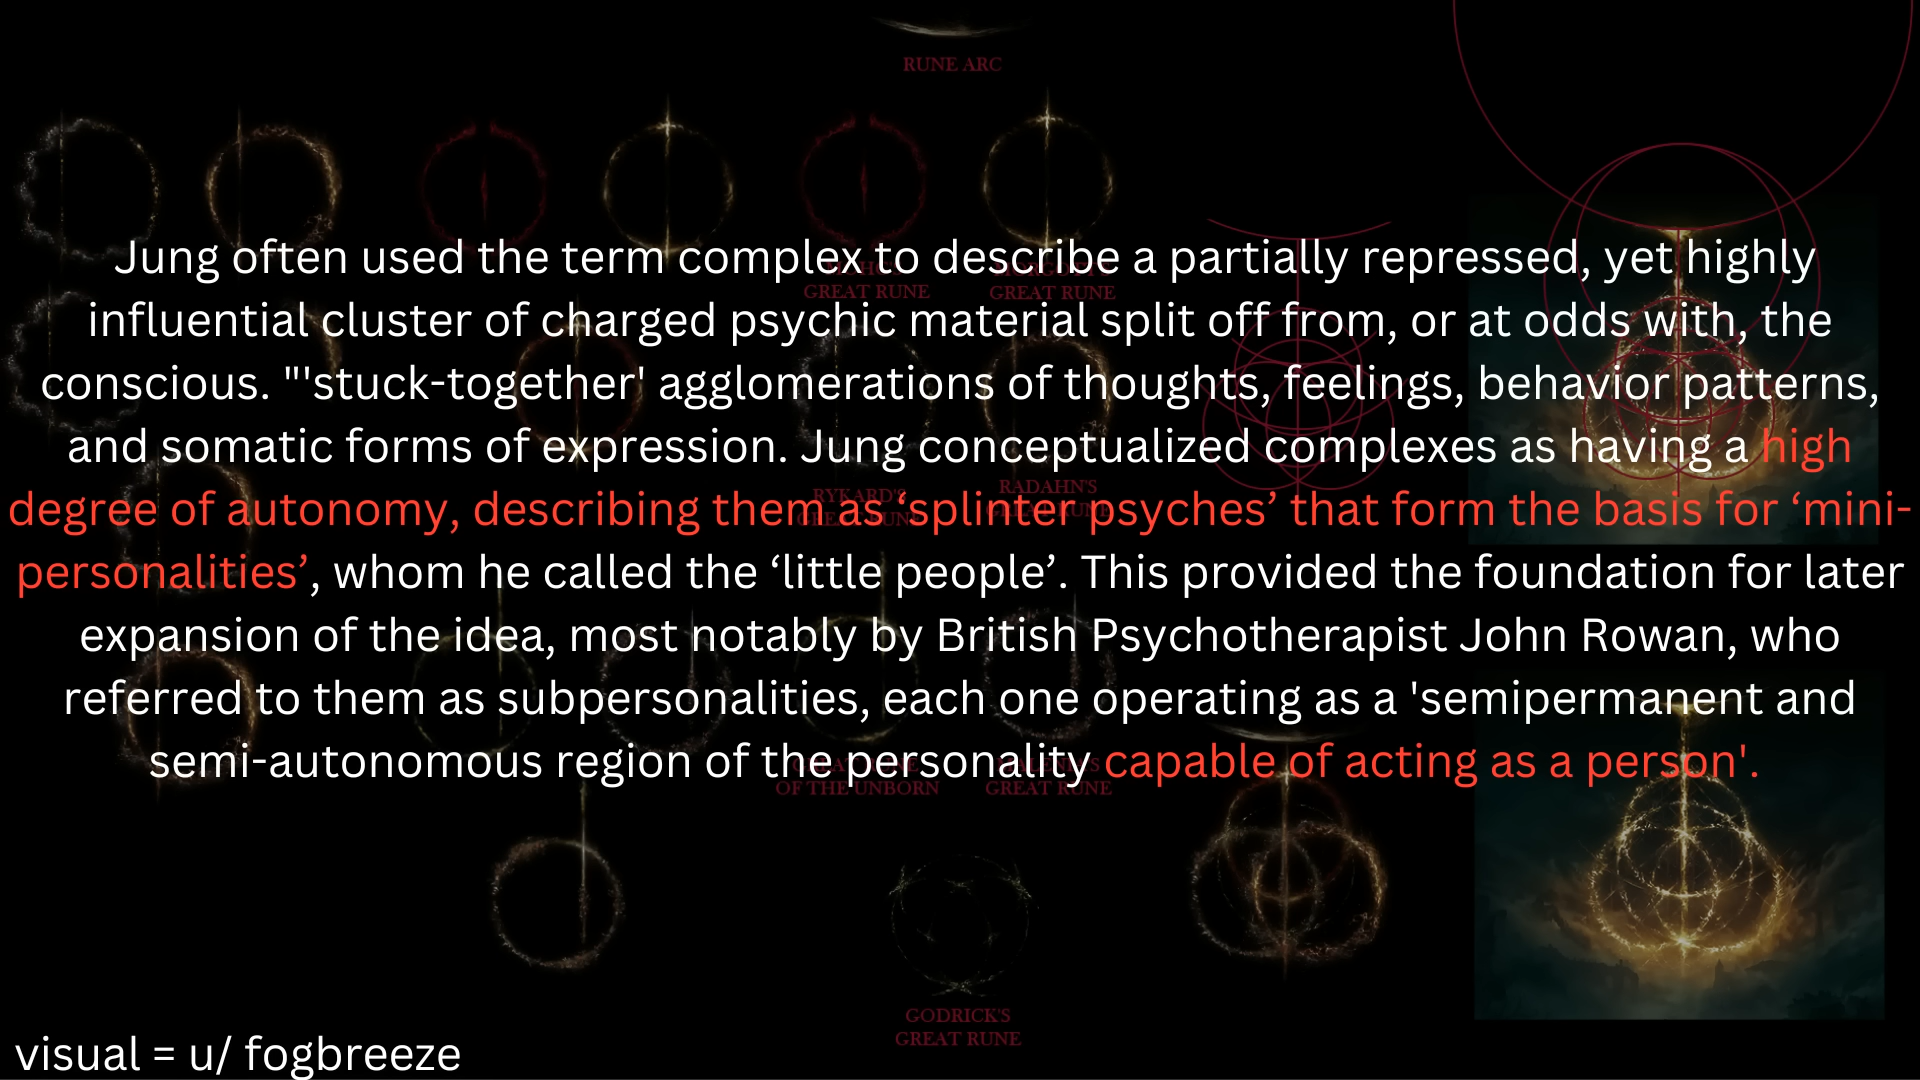 RUNE ARC
GREAT RUNE
GREAT RUNE
Jung often used the term complex to describe a partially repressed, yet highly
influential cluster of charged psychic material split off from, or at odds with, the
conscious. "'stuck-together' agglomerations of thoughts, feelings, behavior patterns,
and somatic forms of expression. Jung conceptualized complexes as having a high
degree of autonomy, describing them as ‘splinter psyches’ that form the basis for ‘mini-
personalities’, whom he called the ‘little people’. This provided the foundation for later
expansion of the idea, most notably by British Psychotherapist John Rowan, who
referred to them as subpersonalities, each one operating as a 'semipermanent and
semi-autonomous region of the personality capable of acting as a person'.
RYKARD'S
GREAT RUNE
RADAHN'S
GREAT RUNE
OF THE UNBORN
GREAT RUNE
GODRICK'S
GREAT RUNE
visual = u/ fogbreeze